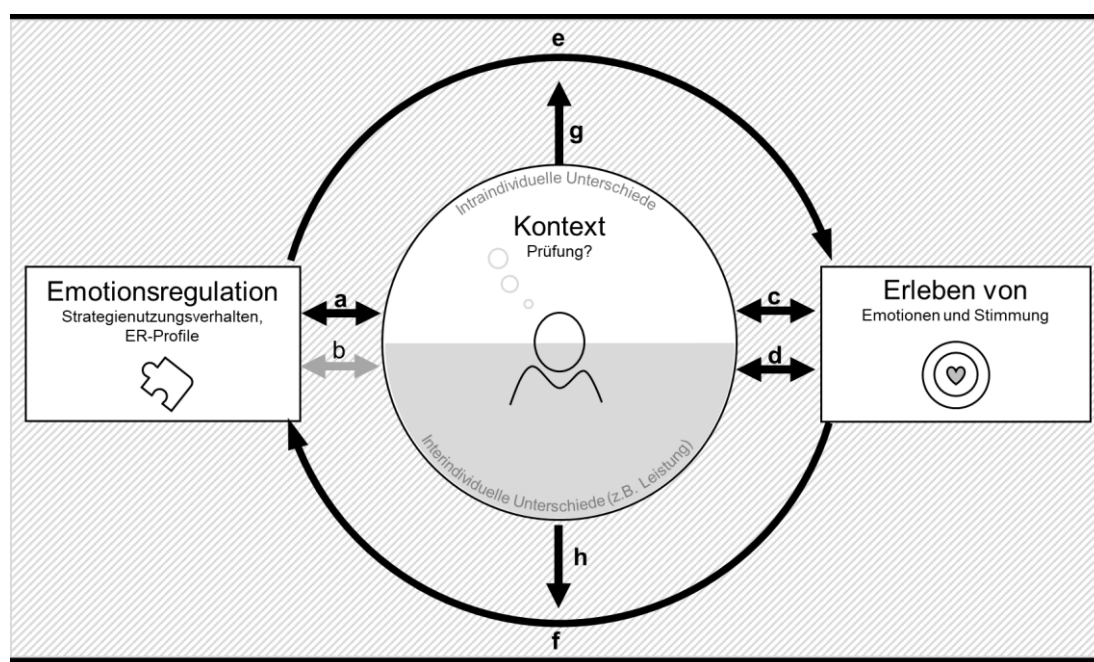 e
g
Intraindividuelle Unterschiede
Kontext
Prüfung?
Emotionsregulation
Strategienutzungsverhalten,
ER-Profile
a
b
c
d
Erleben von
Emotionen und Stimmung
Interindividuelle Unterschiede (z.B. Leistung)
h
f